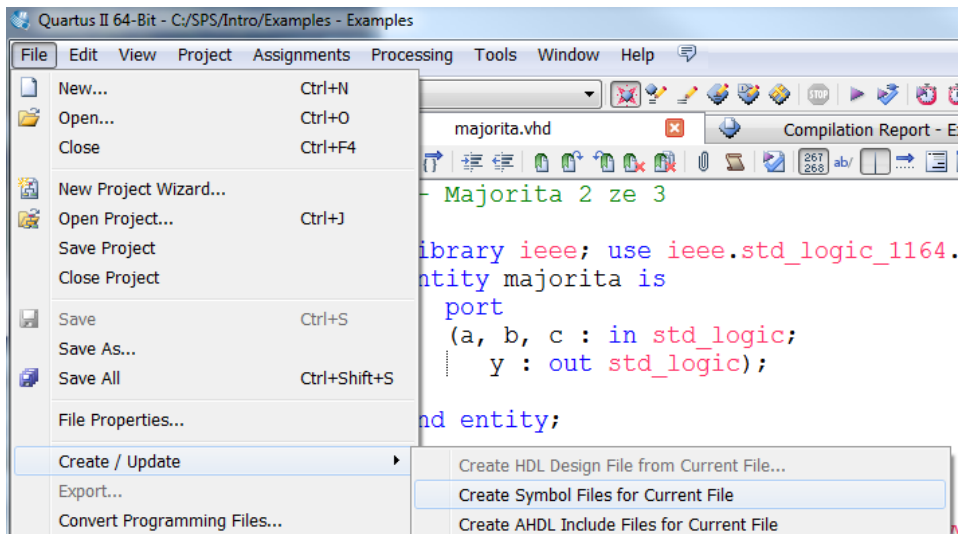 Quartus II 64-Bit - C:/SPS/Intro/Examples - Examples
File Edit View Project Assignments Processing Tools Window Help
New... Ctrl+N
Open... Ctrl+O
Close Ctrl+F4
New Project Wizard...
Open Project... Ctrl+J
Save Project
Close Project
Save Ctrl+S
Save As...
Save All Ctrl+Shift+S
File Properties...
Create / Update
Export...
Convert Programming Files...
Create HDL Design File from Current File...
Create Symbol Files for Current File
Create AHDL Include Files for Current File
STOP
majorita.vhd Compilation Report - E
267
268 ab/
- Majorita 2 ze 3
ibrary ieee; use ieee.std_logic_1164.
ntity majorita is
port
(a, b, c : in std_logic;
y : out std_logic);
nd entity;